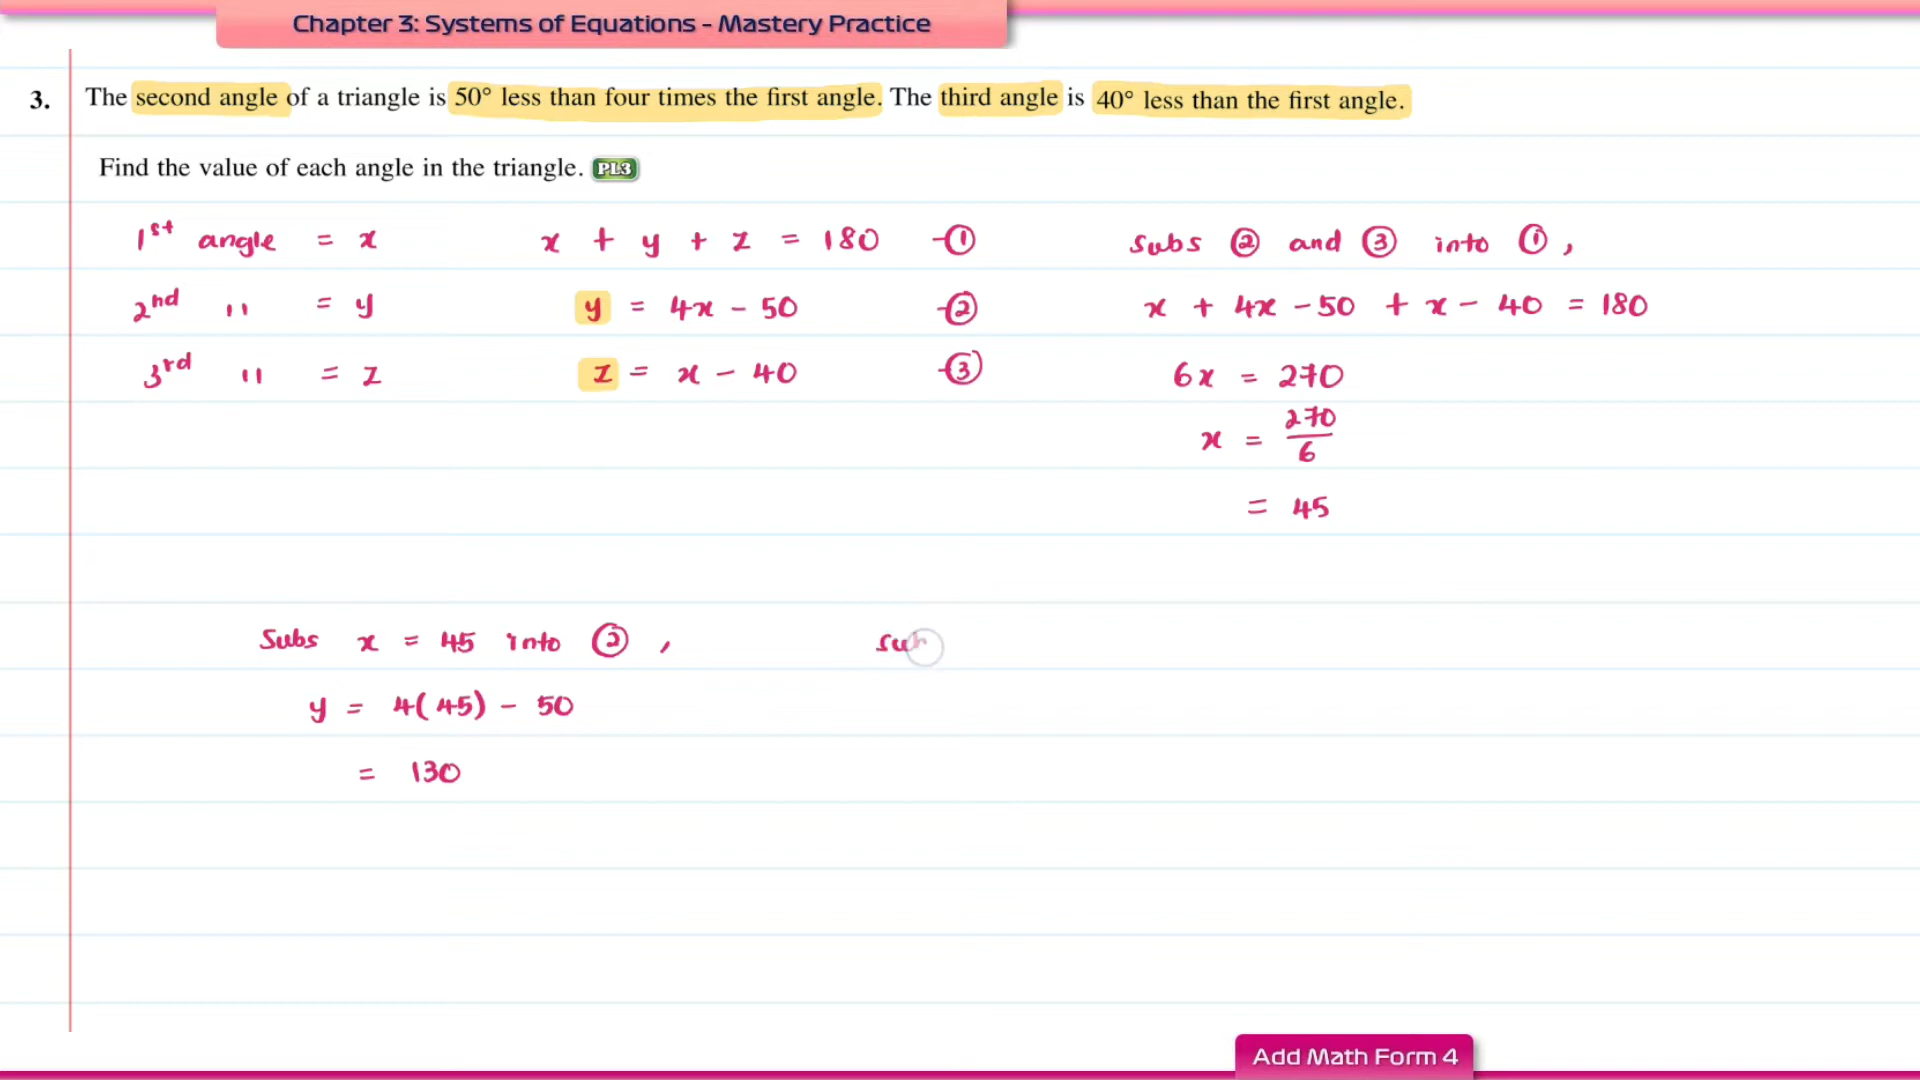 Chapter 3: Systems of Equations - Mastery Practice
3. The second angle of a triangle is 50° less than four times the first angle. The third angle is 40° less than the first angle.
Find the value of each angle in the triangle. PL3
1st angle = x
2nd " = y
3rd " = z
x + y + z = 180 -①
y = 4x - 50 -②
z = x - 40 -③
Subs ② and ③ into ①,
x + 4x - 50 + x - 40 = 180
6x = 270
x = 270/6
= 45
Subs x = 45 into ②,
y = 4(45) - 50
= 130
Add Math Form 4